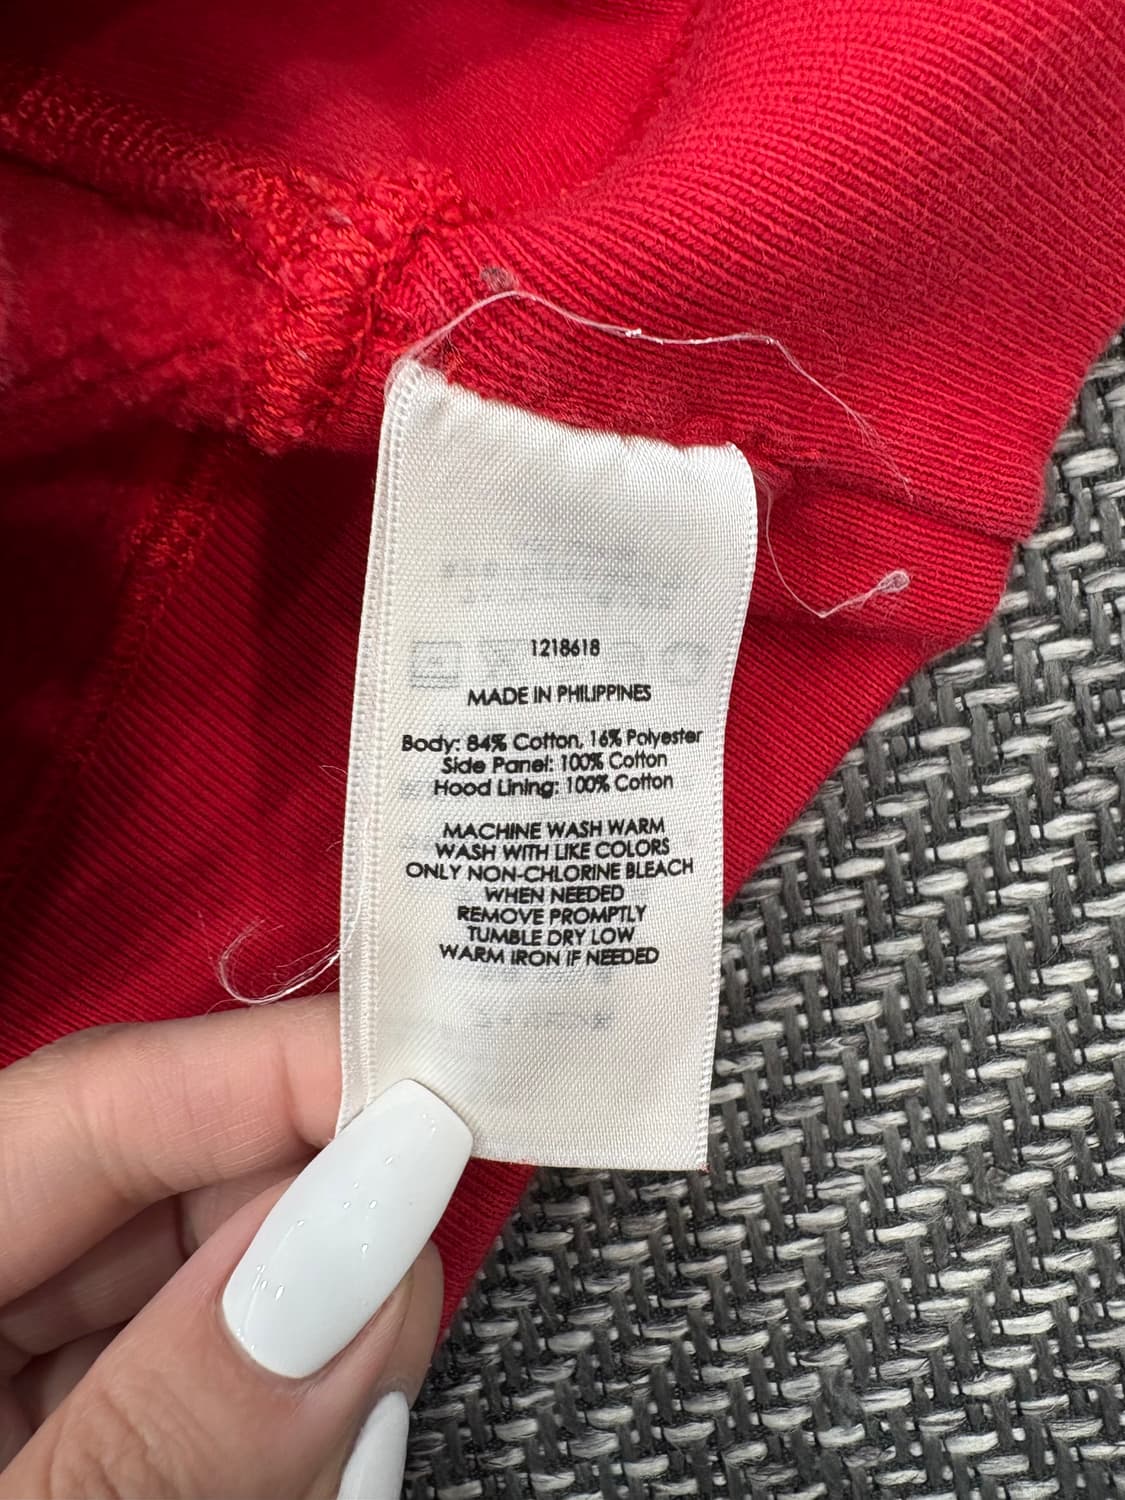 1218618
MADE IN PHILIPPINES
Body: 84% Cotton, 16% Polyester
Side Panel: 100% Cotton
Hood Lining: 100% Cotton
MACHINE WASH WARM
WASH WITH LIKE COLORS
ONLY NON-CHLORINE BLEACH
WHEN NEEDED
REMOVE PROMPTLY
TUMBLE DRY LOW
WARM IRON IF NEEDED